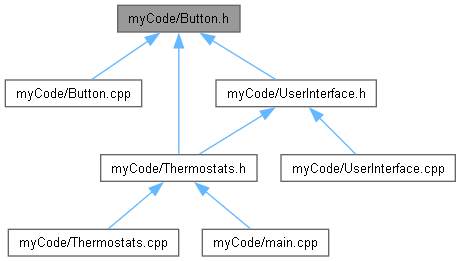 myCode/Button.h
myCode/Button.cpp
myCode/UserInterface.h
myCode/Thermostats.h
myCode/UserInterface.cpp
myCode/Thermostats.cpp
myCode/main.cpp